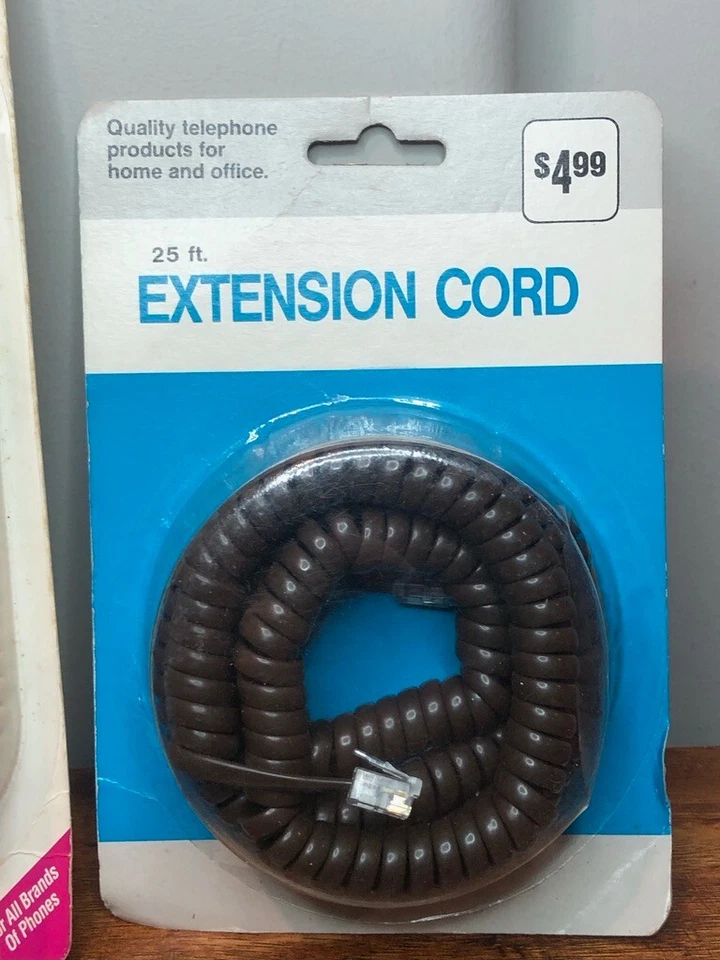 Quality telephone
products for
home and office.
$4.99
25 ft.
EXTENSION CORD
All Brands
Of Phones